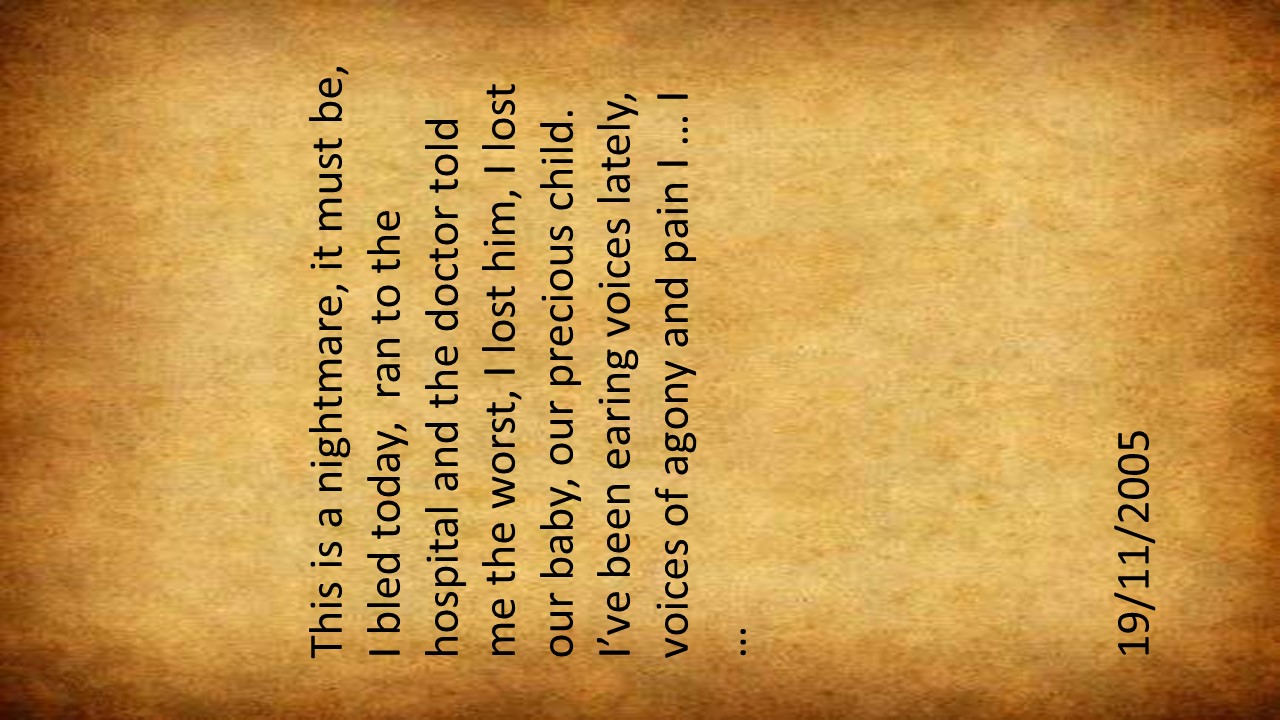 This is a nightmare, it must be,
I bled today,  ran to the
hospital and the doctor told
me the worst, I lost him, I lost
our baby, our precious child.
I’ve been earing voices lately,
voices of agony and pain I … I
…
19/11/2005